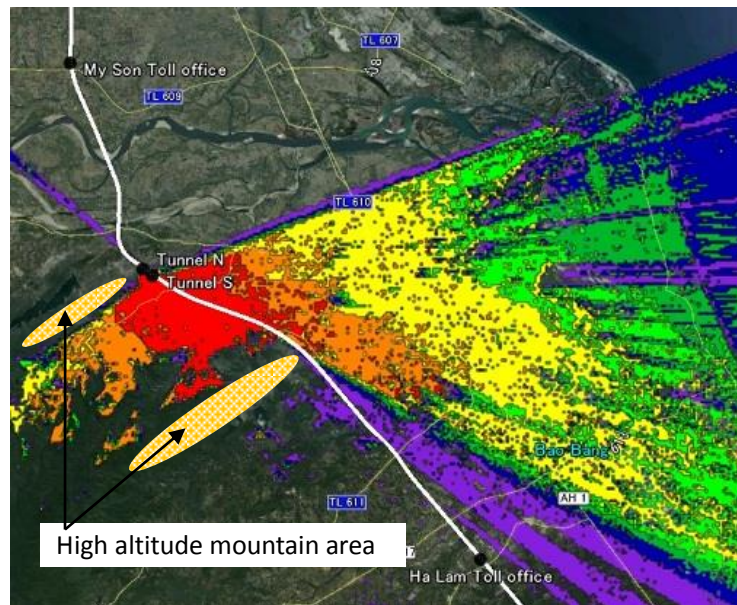 TL 607
My Son Toll office
TL 609
TL 610
Tunnel N
Tunnel S
Bao Bang
TL 611
AH 1
High altitude mountain area
Ha Lam Toll office